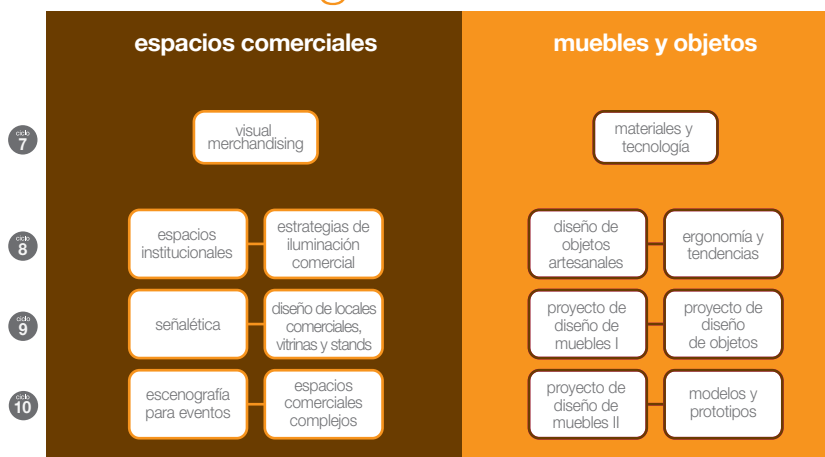 espacios comerciales
muebles y objetos
ciclo
7
visual
merchandising
materiales y
tecnología
ciclo
8
espacios
institucionales
estrategias de
iluminación
comercial
diseño de
objetos
artesanales
ergonomía y
tendencias
ciclo
9
señalética
diseño de locales
comerciales,
vitrinas y stands
proyecto de
diseño de
muebles I
proyecto de
diseño
de objetos
ciclo
10
escenografía
para eventos
espacios
comerciales
complejos
proyecto de
diseño de
muebles II
modelos y
prototipos